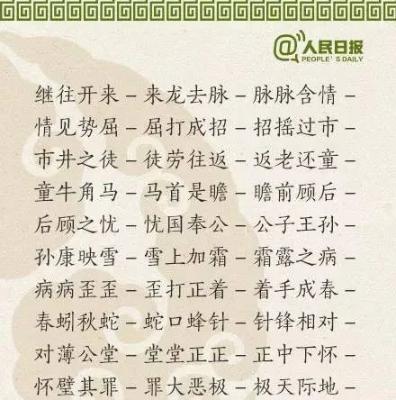 @人民日报
PEOPLE'S DAILY
继往开来 – 来龙去脉 – 脉脉含情 –
情见势屈 – 屈打成招 – 招摇过市 –
市井之徒 – 徒劳往返 – 返老还童 –
童牛角马 – 马首是瞻 – 瞻前顾后 –
后顾之忧 – 忧国奉公 – 公子王孙 –
孙康映雪 – 雪上加霜 – 霜露之病 –
病病歪歪 – 歪打正着 – 着手成春 –
春蚓秋蛇 – 蛇口蜂针 – 针锋相对 –
对薄公堂 – 堂堂正正 – 正中下怀 –
怀璧其罪 – 罪大恶极 – 极天际地 –